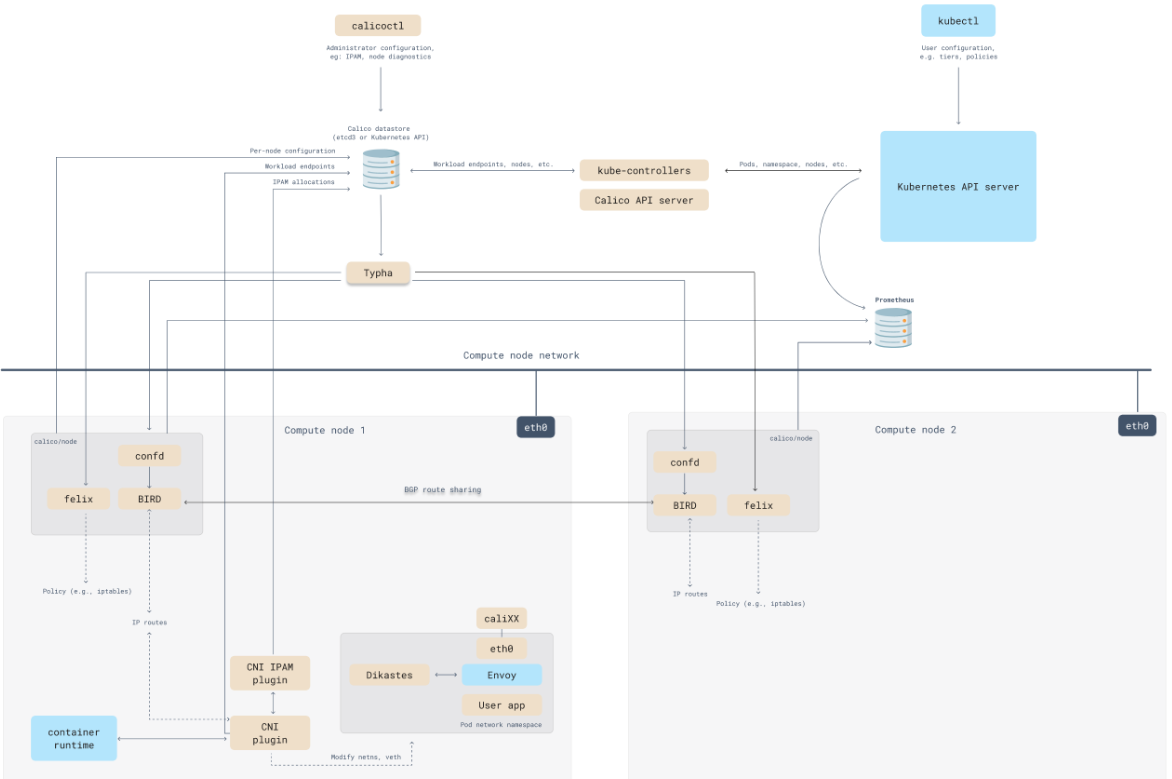 calicoctl
kubectl
Administrator configuration,
eg: IPAM, node diagnostics
User configuration,
e.g. tiers, policies
Calico datastore
(etcd3 or Kubernetes API)
Per-node configuration
Workload endpoints
IPAM allocations
Workload endpoints, nodes, etc.
kube-controllers
Calico API server
Pods, namespace, nodes, etc.
Kubernetes API server
Typha
Prometheus
Compute node network
eth0
eth0
Compute node 1
calico/node
confd
felix
BIRD
BGP route sharing
Policy (e.g., iptables)
IP routes
CNI IPAM
plugin
CNI
plugin
container
runtime
Modify netns, veth
caliXX
eth0
Dikastes
Envoy
User app
Pod network namespace
Compute node 2
calico/node
confd
BIRD
felix
IP routes
Policy (e.g., iptables)